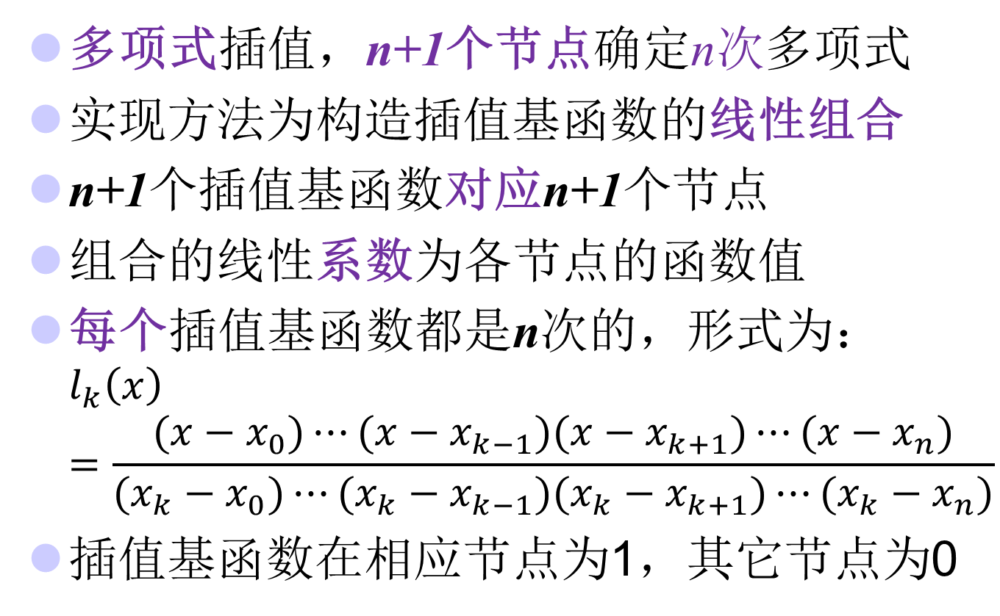 多项式插值，n+1个节点确定n次多项式
实现方法为构造插值基函数的线性组合
n+1个插值基函数对应n+1个节点
组合的线性系数为各节点的函数值
每个插值基函数都是n次的，形式为：
l_k(x)
= \frac{(x − x_0) ⋯ (x − x_{k−1})(x − x_{k+1}) ⋯ (x − x_n)}{(x_k − x_0) ⋯ (x_k − x_{k−1})(x_k − x_{k+1}) ⋯ (x_k − x_n)}
插值基函数在相应节点为1，其它节点为0